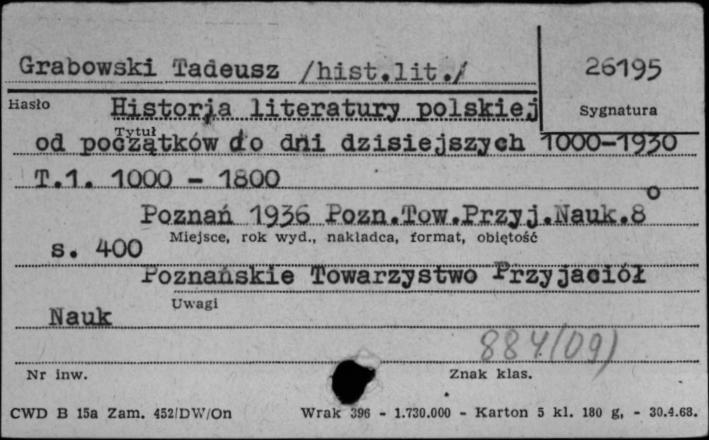 Grabowski Tadeusz /hist.lit./
26195
Hasło
Sygnatura
Historja literatury polskiej
Tytuł
od początków do dni dzisiejszych 1000-1930
T.1. 1000 - 1800
Poznań 1936 Pozn.Tow.Przyj.Nauk.8°
Miejsce, rok wyd., nakładca, format, objętość
s. 400
Poznańskie Towarzystwo Przyjaciół
Uwagi
Nauk
884(09)
Nr inw.
Znak klas.
CWD B 15a Zam. 452/DW/On Wrak 396 - 1.730.000 - Karton 5 kl. 180 g, - 30.4.68.